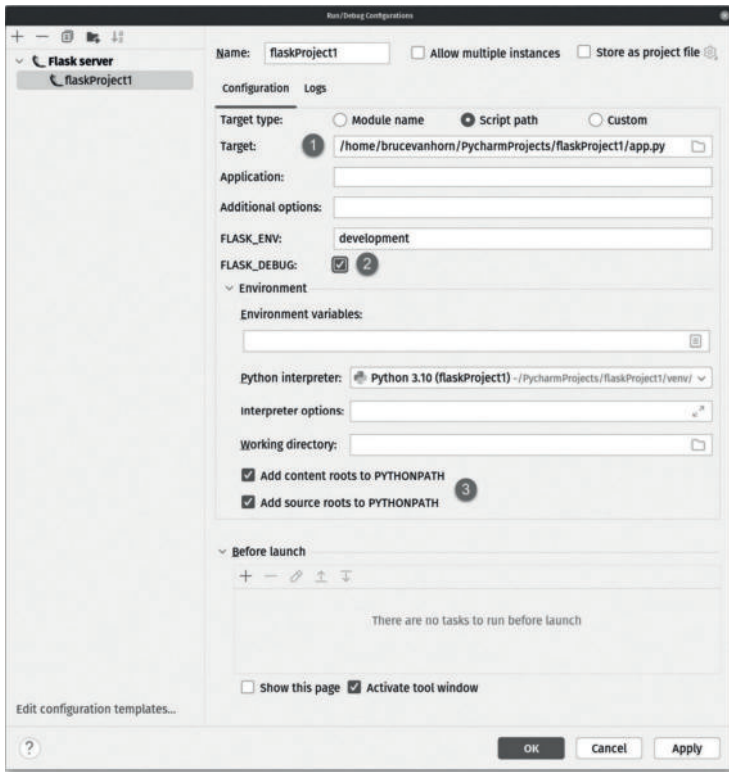 Run/Debug Configurations
Flask server
flaskProject1
Name: flaskProject1 Allow multiple instances Store as project file
Configuration Logs
Target type: Module name Script path Custom
Target: 1 /home/brucevanhorn/PycharmProjects/flaskProject1/app.py
Application:
Additional options:
FLASK_ENV: development
FLASK_DEBUG: 2
Environment
Environment variables:
Python interpreter: Python 3.10 (flaskProject1) ~/PycharmProjects/flaskProject1/venv/
Interpreter options:
Working directory:
Add content roots to PYTHONPATH
3
Add source roots to PYTHONPATH
Before launch
There are no tasks to run before launch
Show this page Activate tool window
Edit configuration templates...
? OK Cancel Apply